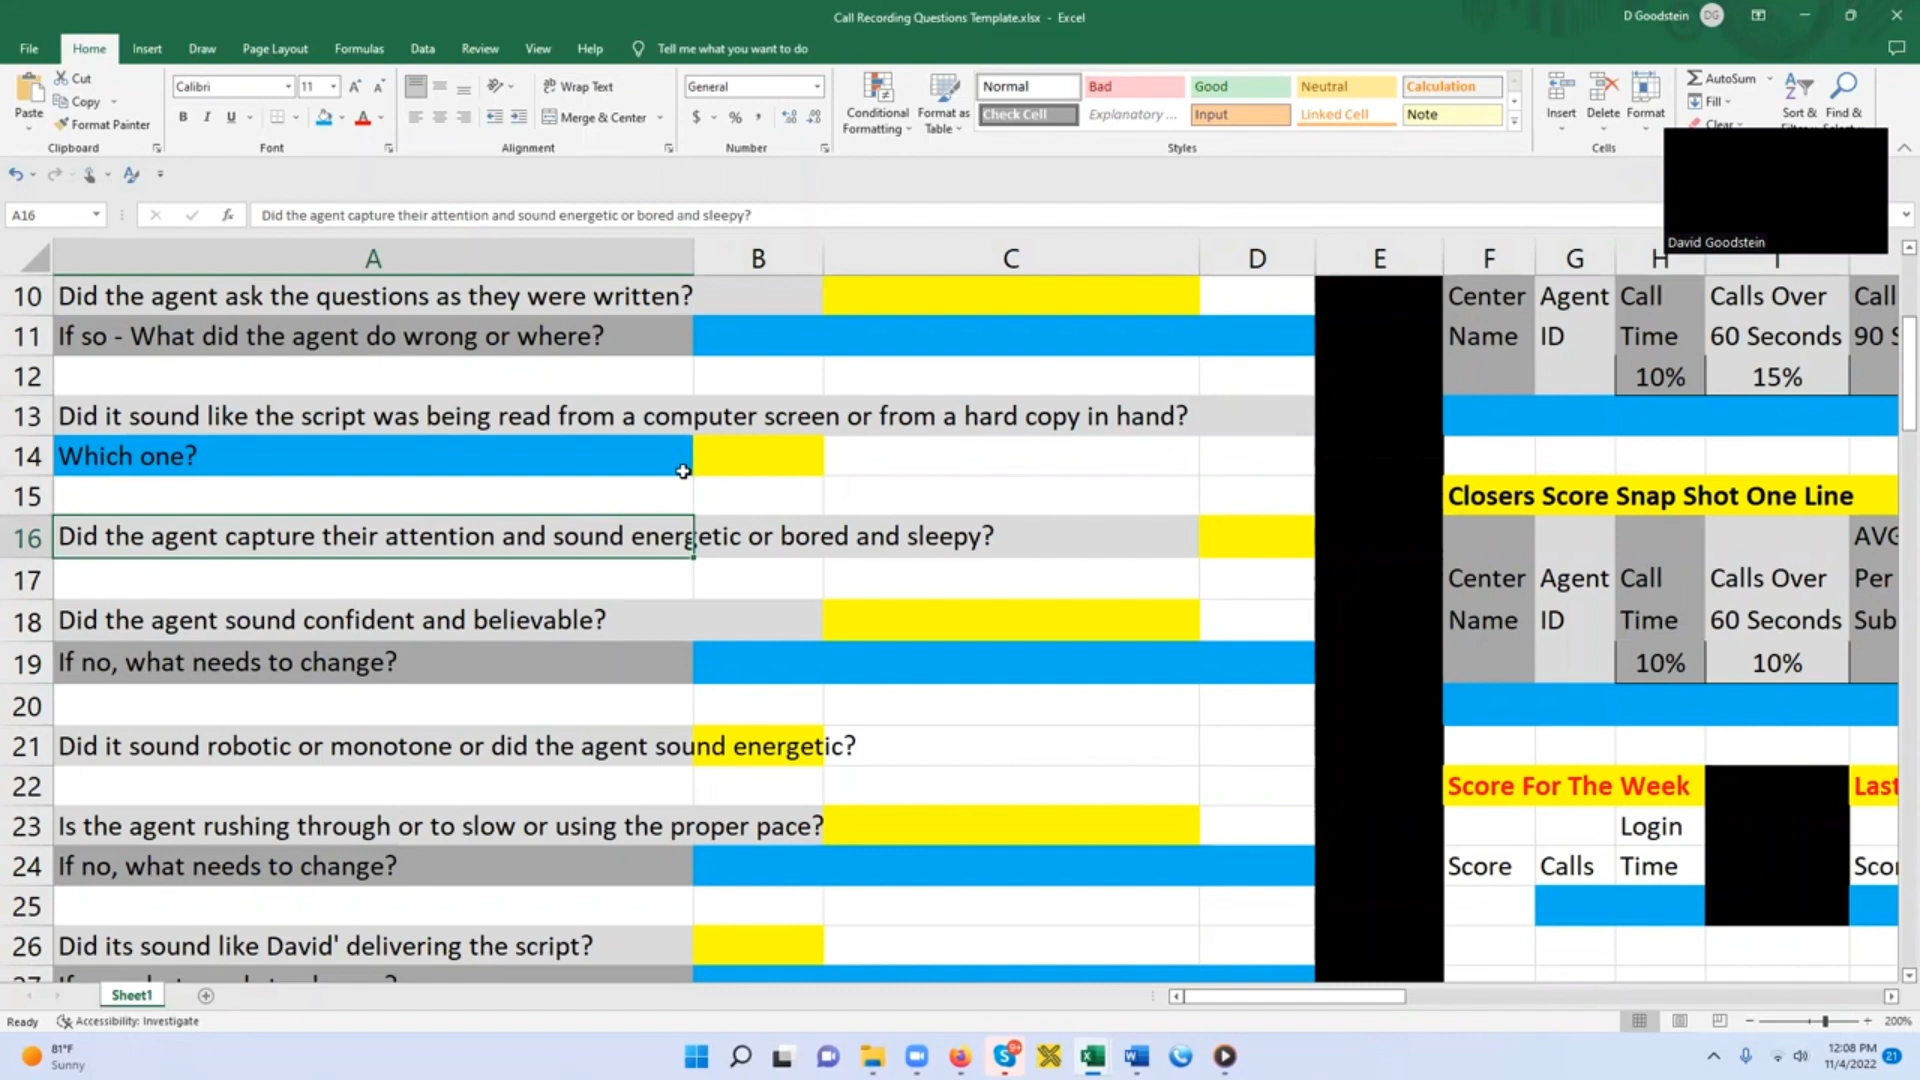 Call Recording Questions Template.xlsx - Excel
D Goodstein
DG
File Home Insert Draw Page Layout Formulas Data Review View Help Tell me what you want to do
Paste
Cut
Copy
Format Painter
Clipboard
Calibri 11
B I U
Font
Wrap Text
Merge & Center
Alignment
General
$ % ,
Number
Conditional Formatting
Format as Table
Normal Bad Good Neutral Calculation
Check Cell Explanatory ... Input Linked Cell Note
Styles
Insert Delete Format
Cells
AutoSum
Fill
Clear
Sort & Find &
David Goodstein
A16
fx
Did the agent capture their attention and sound energetic or bored and sleepy?
A B C D E F G H I
10 Did the agent ask the questions as they were written? Center Agent Call Calls Over Call
11 If so - What did the agent do wrong or where? Name ID Time 60 Seconds 90 S
12 10% 15%
13 Did it sound like the script was being read from a computer screen or from a hard copy in hand?
14 Which one?
15 Closers Score Snap Shot One Line
16 Did the agent capture their attention and sound energetic or bored and sleepy? AVG
17 Center Agent Call Calls Over Per
18 Did the agent sound confident and believable? Name ID Time 60 Seconds Sub
19 If no, what needs to change? 10% 10%
20
21 Did it sound robotic or monotone or did the agent sound energetic?
22 Score For The Week Last
23 Is the agent rushing through or to slow or using the proper pace? Login
24 If no, what needs to change? Score Calls Time Scor
25
26 Did its sound like David' delivering the script?
Sheet1
Ready Accessibility: Investigate
200%
81°F
Sunny
9+
12:08 PM
11/4/2022
21